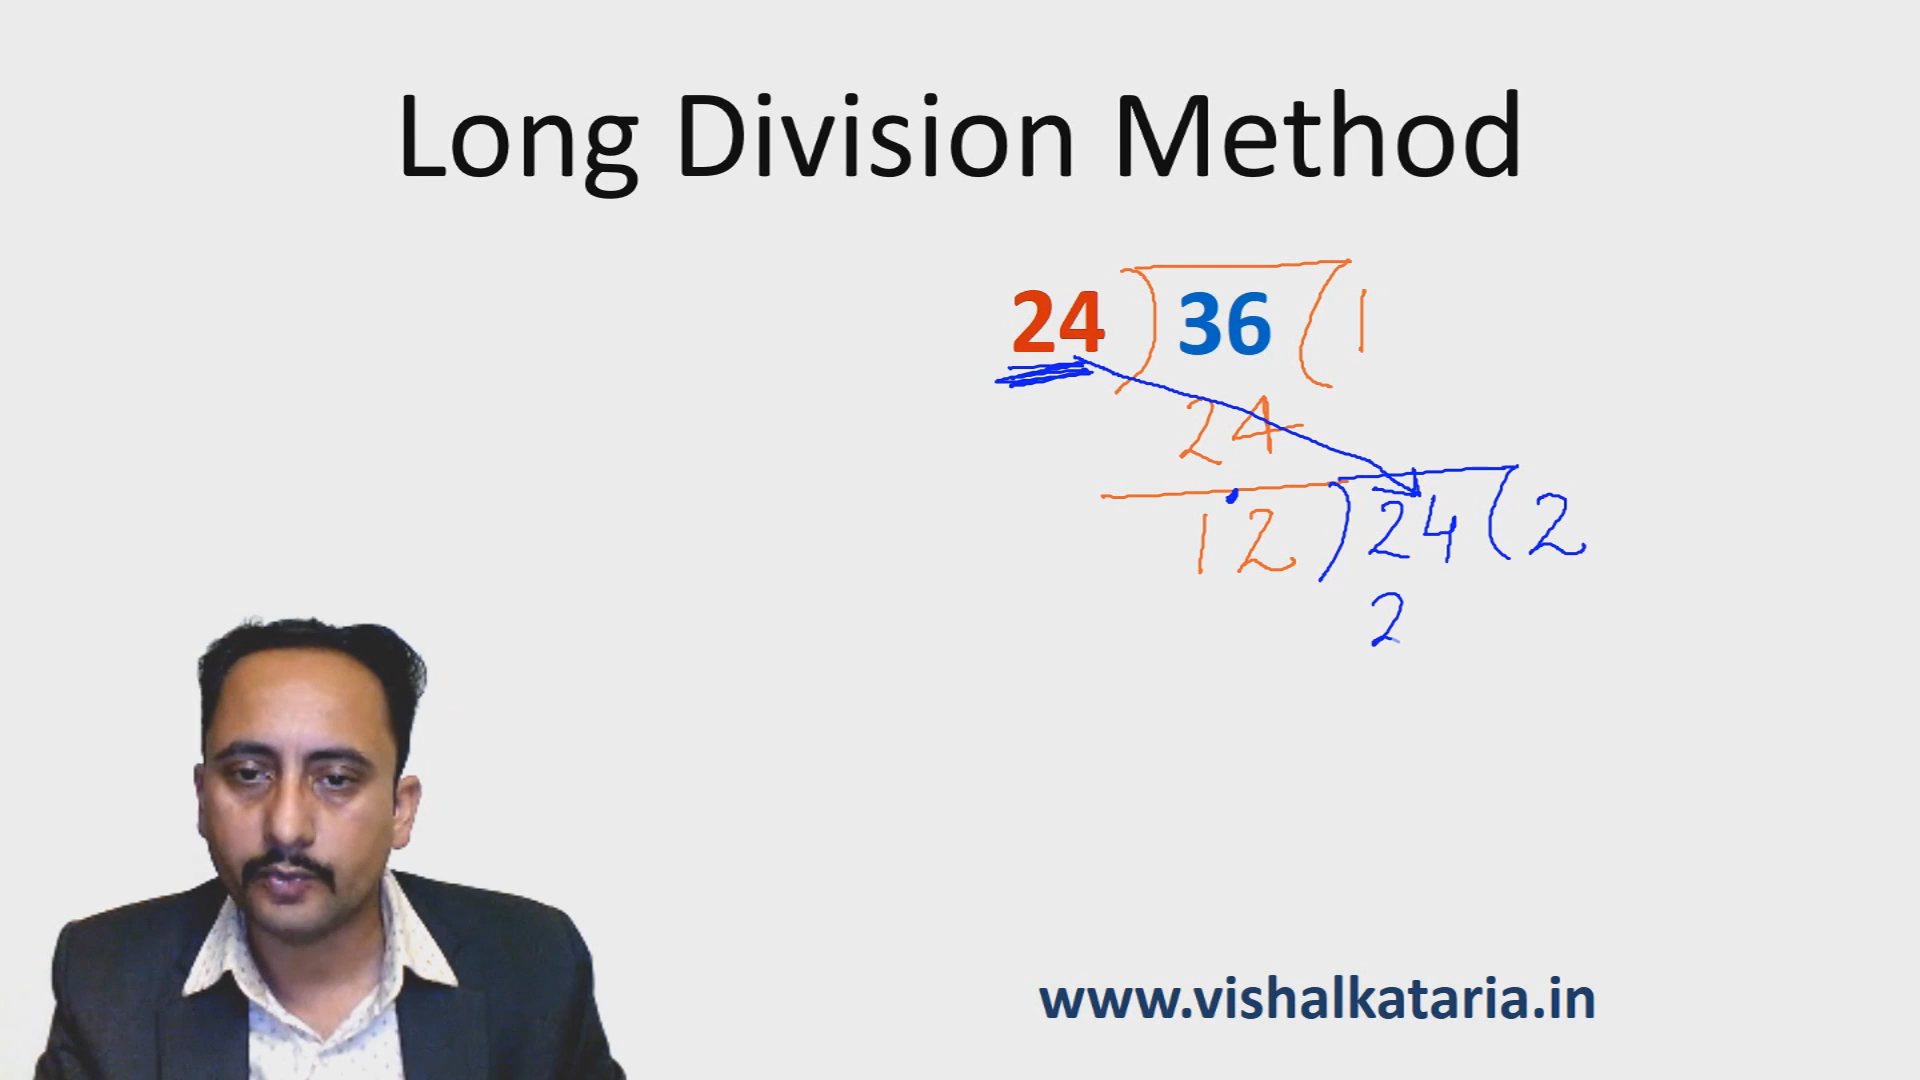 Long Division Method
24 ) 36 ( 1
24
12 ) 24 ( 2
2
www.vishalkataria.in